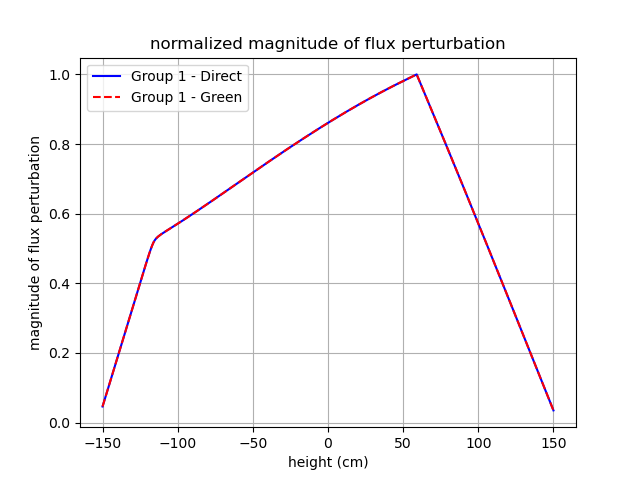 normalized magnitude of flux perturbation
Group 1 - Direct
Group 1 - Green
magnitude of flux perturbation
1.0
0.8
0.6
0.4
0.2
0.0
−150
−100
−50
0
50
100
150
height (cm)